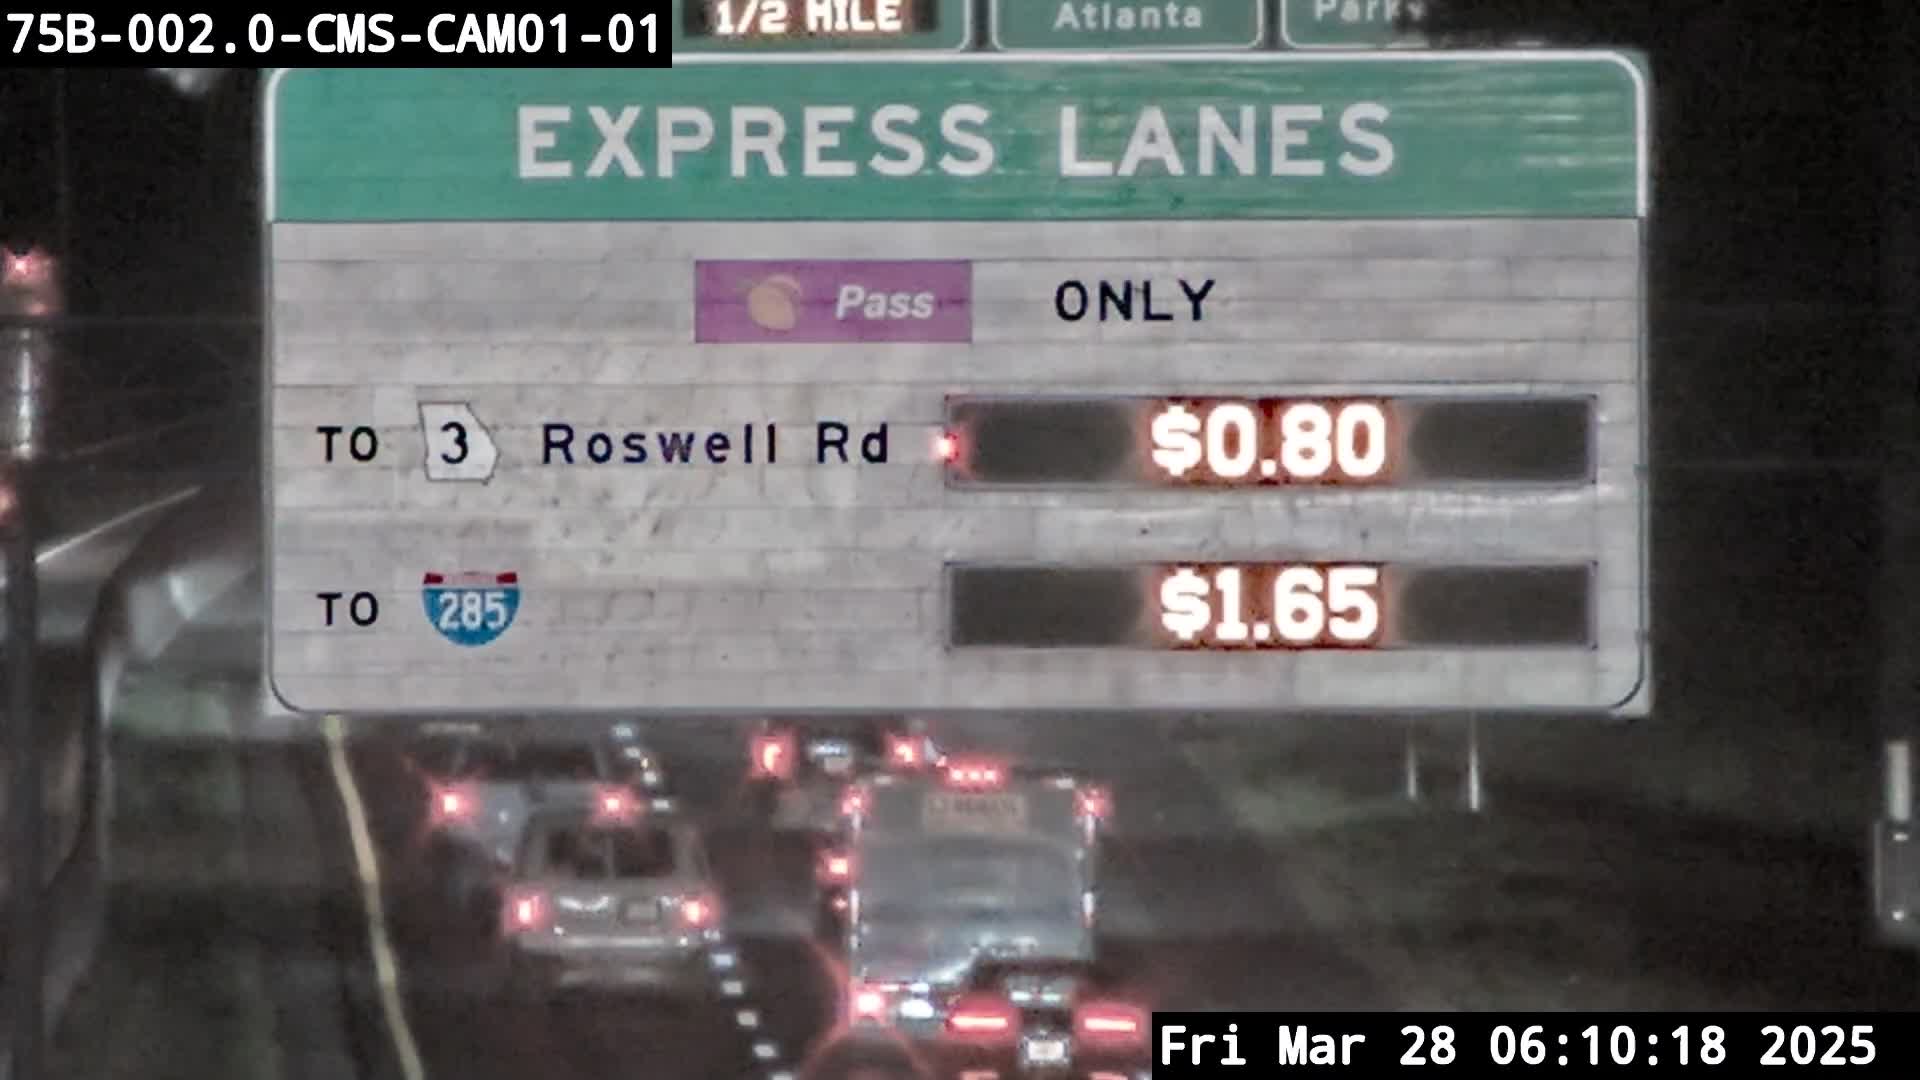 75B-002.0-CMS-CAM01-01
1/2 MILE
Atlanta
EXPRESS LANES
Pass ONLY
TO 3 Roswell Rd $0.80
TO 285 $1.65
Fri Mar 28 06:10:18 2025